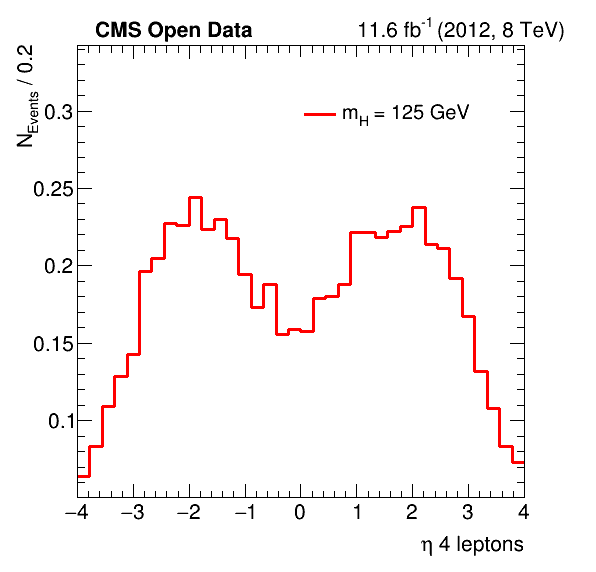 CMS Open Data 11.6 fb⁻¹ (2012, 8 TeV)
N_Events / 0.2
m_H = 125 GeV
0.3
0.25
0.2
0.15
0.1
−4 −3 −2 −1 0 1 2 3 4
η 4 leptons